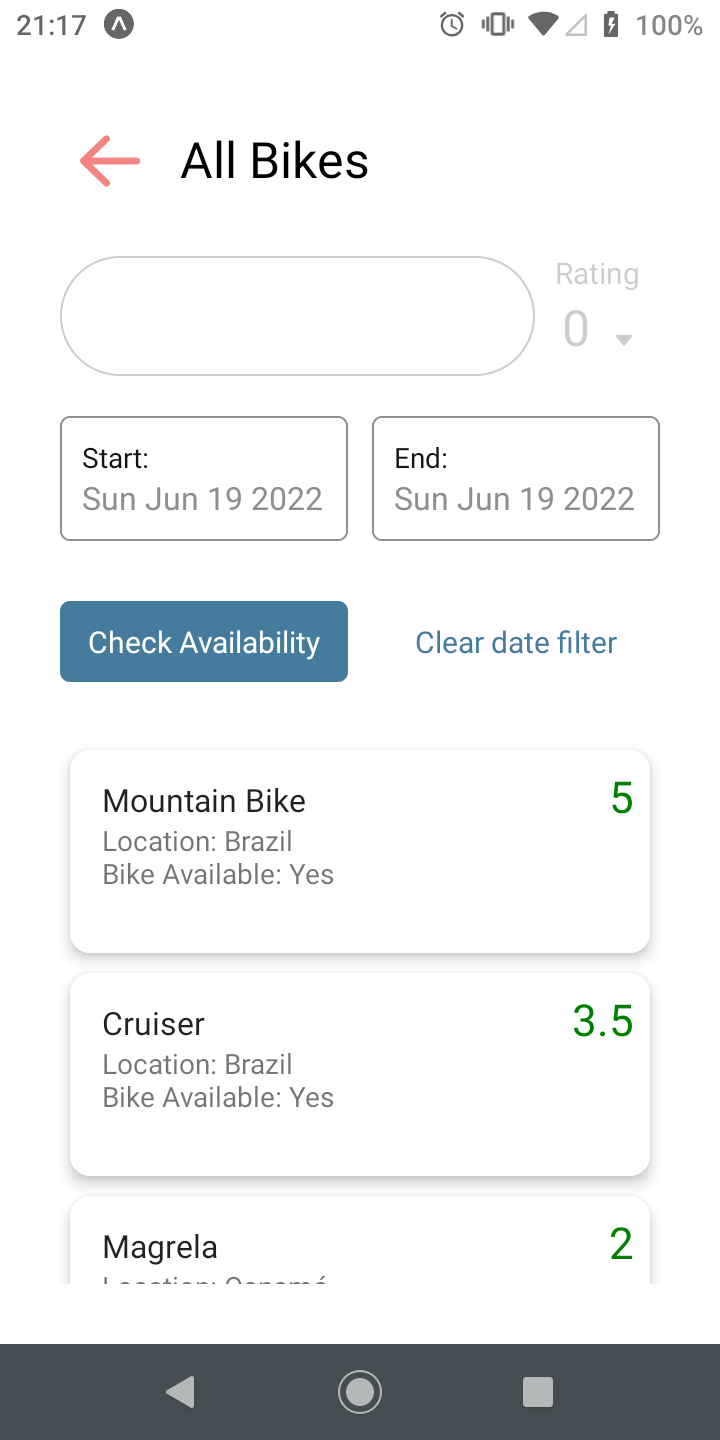 21:17
100%
All Bikes
Rating
0
Start:
Sun Jun 19 2022
End:
Sun Jun 19 2022
Check Availability
Clear date filter
Mountain Bike
5
Location: Brazil
Bike Available: Yes
Cruiser
3.5
Location: Brazil
Bike Available: Yes
Magrela
2
Location: